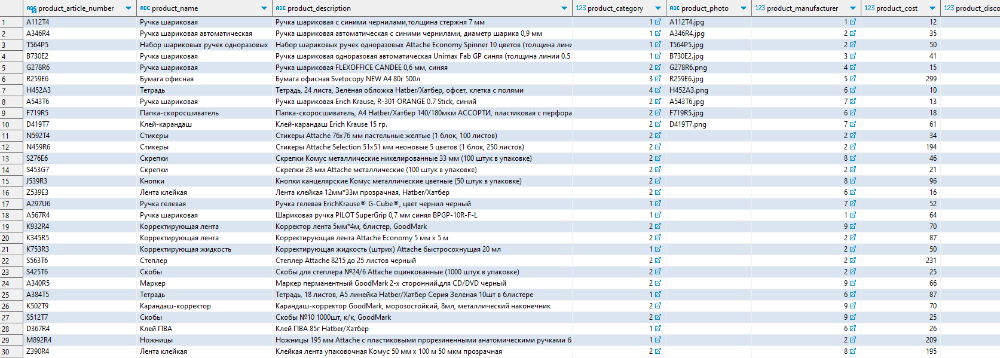 product_article_number product_name product_description product_category product_photo product_manufacturer product_cost product_disco
1 A112T4 Ручка шариковая Ручка шариковая с синими чернилами,толщина стержня 7 мм 1 A112T4.jpg 1 12
2 A346R4 Ручка шариковая автоматическая Ручка шариковая автоматическая с синими чернилами, диаметр шарика 0,9 мм 1 A346R4.jpg 2 35
3 T564P5 Набор шариковых ручек одноразовых Набор шариковых ручек одноразовых Attache Economy Spinner 10 цветов (толщина лини 1 T564P5.jpg 2 50
4 B730E2 Ручка шариковая Ручка шариковая одноразовая автоматическая Unimax Fab GP синяя (толщина линии 0.5 1 B730E2.jpg 3 41
5 G278R6 Ручка шариковая Ручка шариковая FLEXOFFICE CANDEE 0,6 мм, синяя 2 G278R6.png 4 15
6 R259E6 Бумага офисная Бумага офисная Svetocopy NEW A4 80г 500л 3 R259E6.jpg 5 299
7 H452A3 Тетрадь Тетрадь, 24 листа, Зелёная обложка Hatber/Хатбер, офсет, клетка с полями 4 H452A3.png 6 10
8 A543T6 Ручка шариковая Ручка шариковая Erich Krause, R-301 ORANGE 0.7 Stick, синий 2 A543T6.jpg 7 13
9 F719R5 Папка-скоросшиватель Папка-скоросшиватель, А4 Hatber/Хатбер 140/180мкм АССОРТИ, пластиковая с перфора 2 F719R5.jpg 6 18
10 D419T7 Клей-карандаш Клей-карандаш Erich Krause 15 гр. 2 D419T7.png 7 61
11 N592T4 Стикеры Стикеры Attache 76x76 мм пастельные желтые (1 блок, 100 листов) 2 2 34
12 N459R6 Стикеры Стикеры Attache Selection 51x51 мм неоновые 5 цветов (1 блок, 250 листов) 2 2 194
13 S276E6 Скрепки Скрепки Комус металлические никелированные 33 мм (100 штук в упаковке) 2 8 46
14 S453G7 Скрепки Скрепки 28 мм Attache металлические (100 штук в упаковке) 2 2 21
15 J539R3 Кнопки Кнопки канцелярские Комус металлические цветные (50 штук в упаковке) 2 8 96
16 Z539E3 Лента клейкая Лента клейкая 12мм*33м прозрачная, Hatber/Хатбер 2 6 16
17 A297U6 Ручка гелевая Ручка гелевая ErichKrause® G-Cube®, цвет чернил черный 1 7 52
18 A567R4 Ручка шариковая Шариковая ручка PILOT SuperGrip 0,7 мм синяя BPGP-10R-F-L 1 1 64
19 K932R4 Корректирующая лента Корректор лента 5мм*4м, блистер, GoodMark 2 9 70
20 K345R5 Корректирующая лента Корректирующая лента Attache Economy 5 мм x 5 м 2 2 87
21 K753R3 Корректирующая жидкость Корректирующая жидкость (штрих) Attache быстросохнущая 20 мл 1 2 50
22 S563T6 Степлер Степлер Attache 8215 до 25 листов черный 2 2 231
23 S425T6 Скобы Скобы для степлера №24/6 Attache оцинкованные (1000 штук в упаковке) 2 2 25
24 A340R5 Маркер Маркер перманентный GoodMark 2-х сторонний.для CD/DVD черный 2 9 66
25 A384T5 Тетрадь Тетрадь, 18 листов, А5 линейка Hatber/Хатбер Серия Зеленая 10шт в блистере 1 6 87
26 K502T9 Карандаш-корректор Карандаш-корректор GoodMark, морозостойкий, 8мл, металлический наконечник 2 9 70
27 S512T7 Скобы Скобы №10 1000шт, к/к, GoodMark 2 9 25
28 D367R4 Клей ПВА Клей ПВА 85г Hatber/Хатбер 1 6 26
29 M892R4 Ножницы Ножницы 195 мм Attache с пластиковыми прорезиненными анатомическими ручками б 1 2 209
30 Z390R4 Лента клейкая Клейкая лента упаковочная Комус 50 мм x 100 м 50 мкм прозрачная 2 8 195